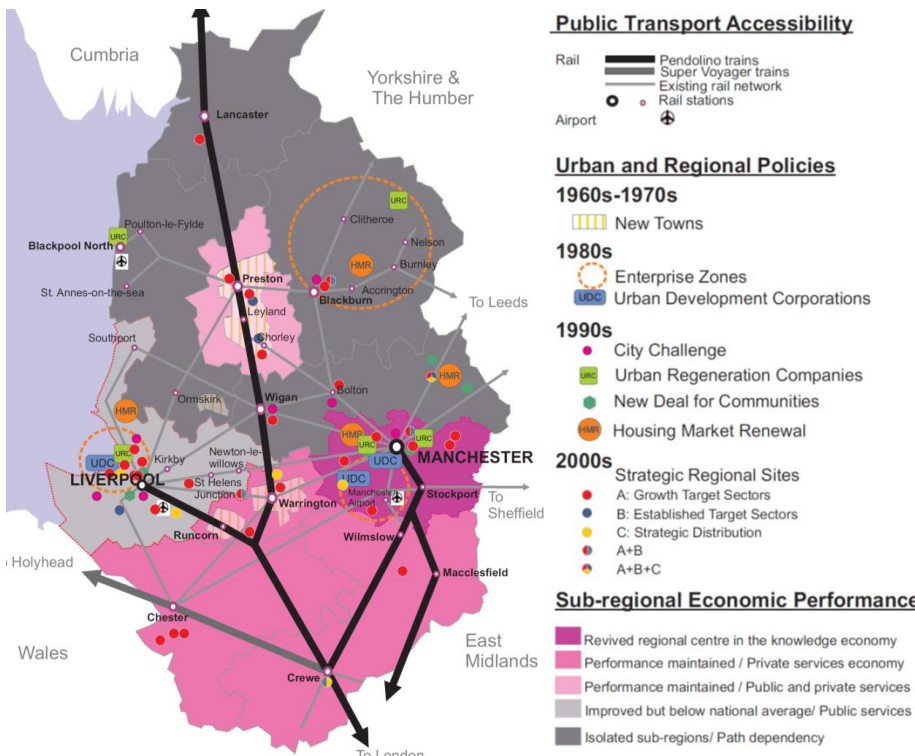 Cumbria
Yorkshire &
The Humber
Lancaster
Clitheroe
URC
Poulton-le-Fylde
URC
Blackpool North
Nelson
HMR
Burnley
Preston
St. Annes-on-the-sea
Accrington
Blackburn
To Leeds
Leyland
Southport
Chorley
Bolton
HMR
Ormskirk
Wigan
HMR
HMR
URC
URC
MANCHESTER
URC
Kirkby
Newton-le-
willows
UDC
UDC
LIVERPOOL
St Helens
Junction
UDC
Manchester
Airport
Stockport
To
Sheffield
Warrington
Runcorn
Wilmslow
Holyhead
Macclesfield
Chester
Wales
East
Midlands
Crewe
To London
Public Transport Accessibility
Rail
Pendolino trains
Super Voyager trains
Existing rail network
Rail stations
Airport
Urban and Regional Policies
1960s-1970s
New Towns
1980s
Enterprise Zones
UDC Urban Development Corporations
1990s
City Challenge
URC Urban Regeneration Companies
New Deal for Communities
HMR Housing Market Renewal
2000s
Strategic Regional Sites
A: Growth Target Sectors
B: Established Target Sectors
C: Strategic Distribution
A+B
A+B+C
Sub-regional Economic Performance
Revived regional centre in the knowledge economy
Performance maintained / Private services economy
Performance maintained / Public and private services
Improved but below national average/ Public services
Isolated sub-regions/ Path dependency